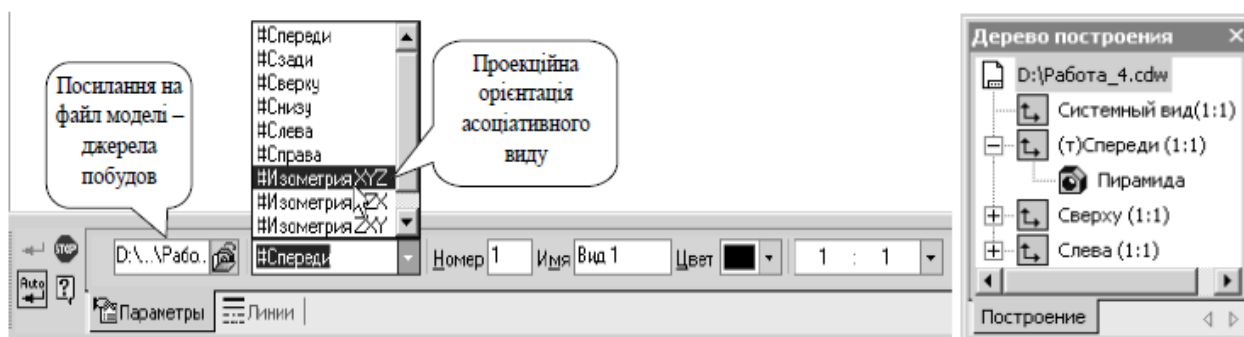 #Спереди
#Сзади
#Сверху
#Снизу
#Слева
#Справа
#Изометрия XYZ
#Изометрия ZXY
Посилання на
файл моделі –
джерела
побудов
Проекційна
орієнтація
асоціативного
виду
D:\...\Рабо..
#Спереди
Номер 1
Имя Вид 1
Цвет
1 : 1
STOP
Auto
Параметры
Линии
Дерево построения
D:\Работа_4.cdw
Системный вид(1:1)
(т)Спереди (1:1)
Пирамида
Сверху (1:1)
Слева (1:1)
Построение